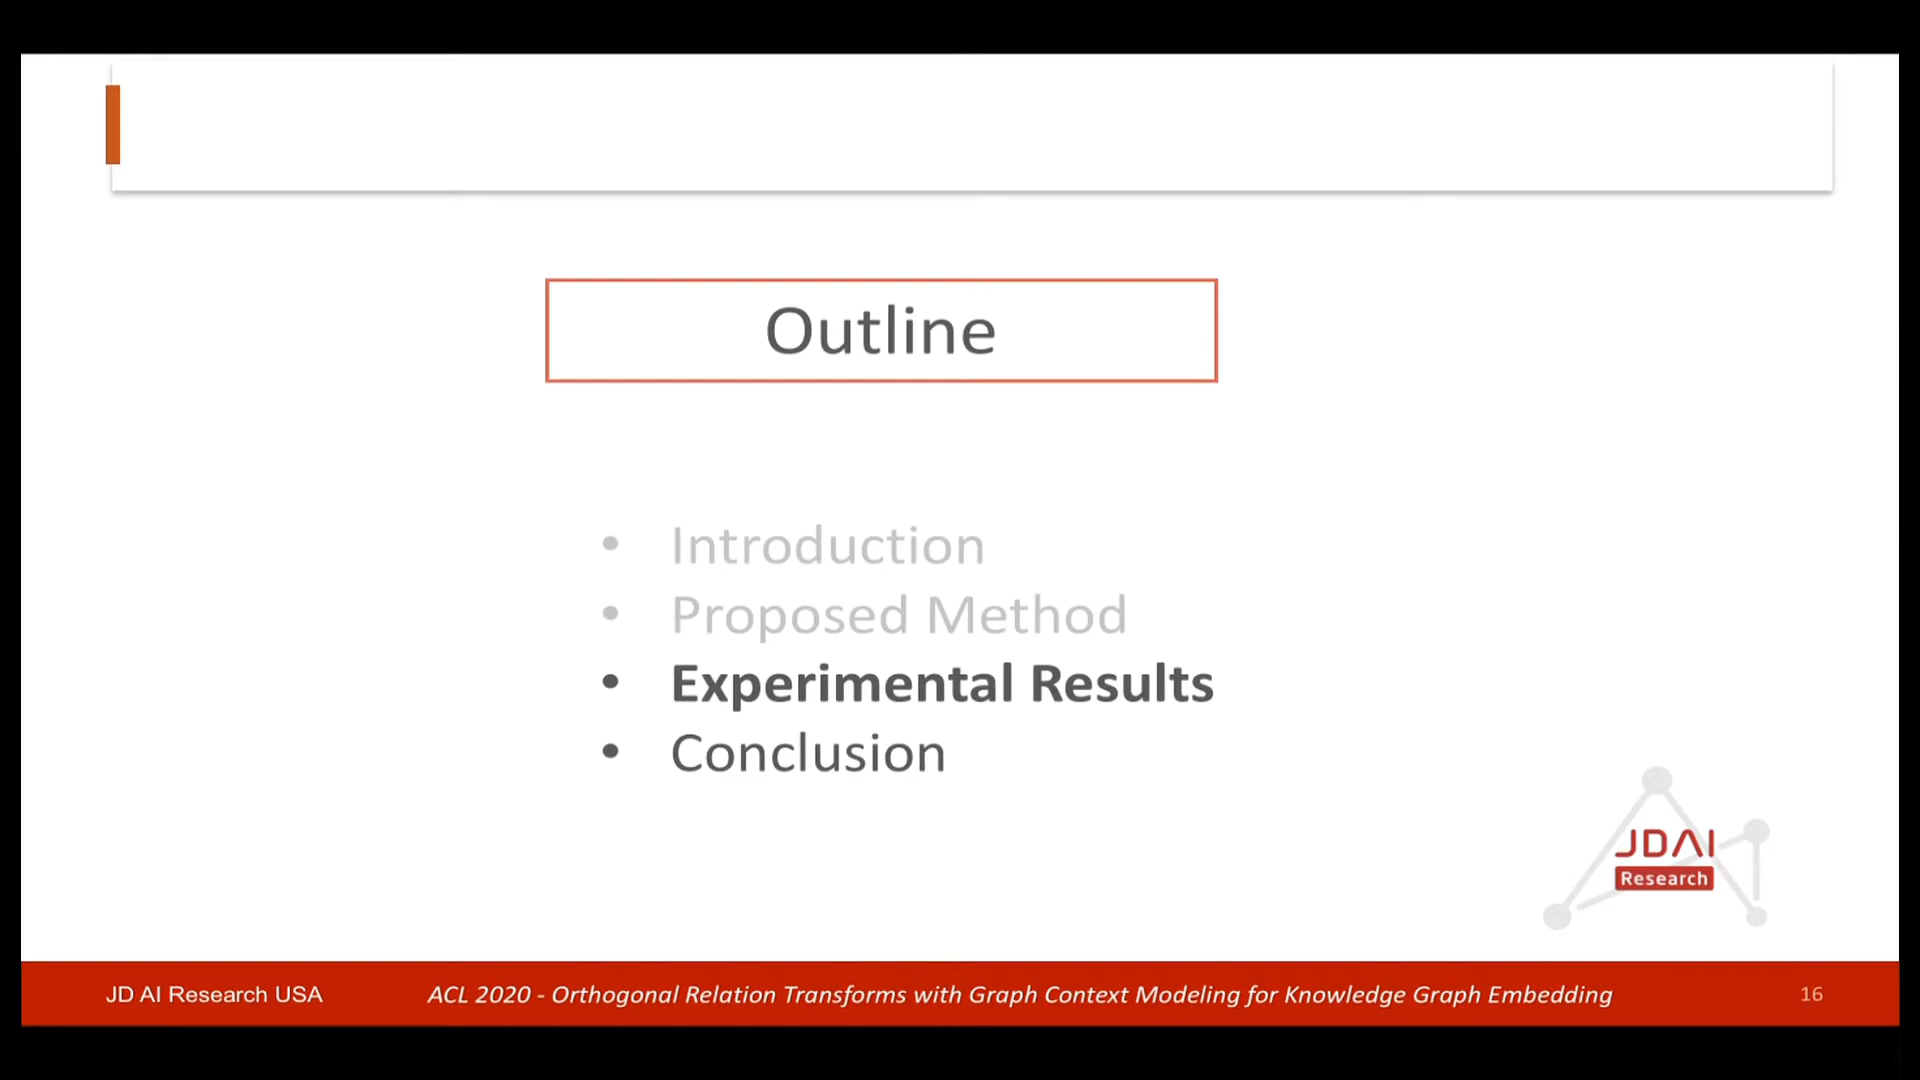 Outline
• Introduction
• Proposed Method
• Experimental Results
• Conclusion
JDAI
Research
JD AI Research USA
ACL 2020 - Orthogonal Relation Transforms with Graph Context Modeling for Knowledge Graph Embedding
16